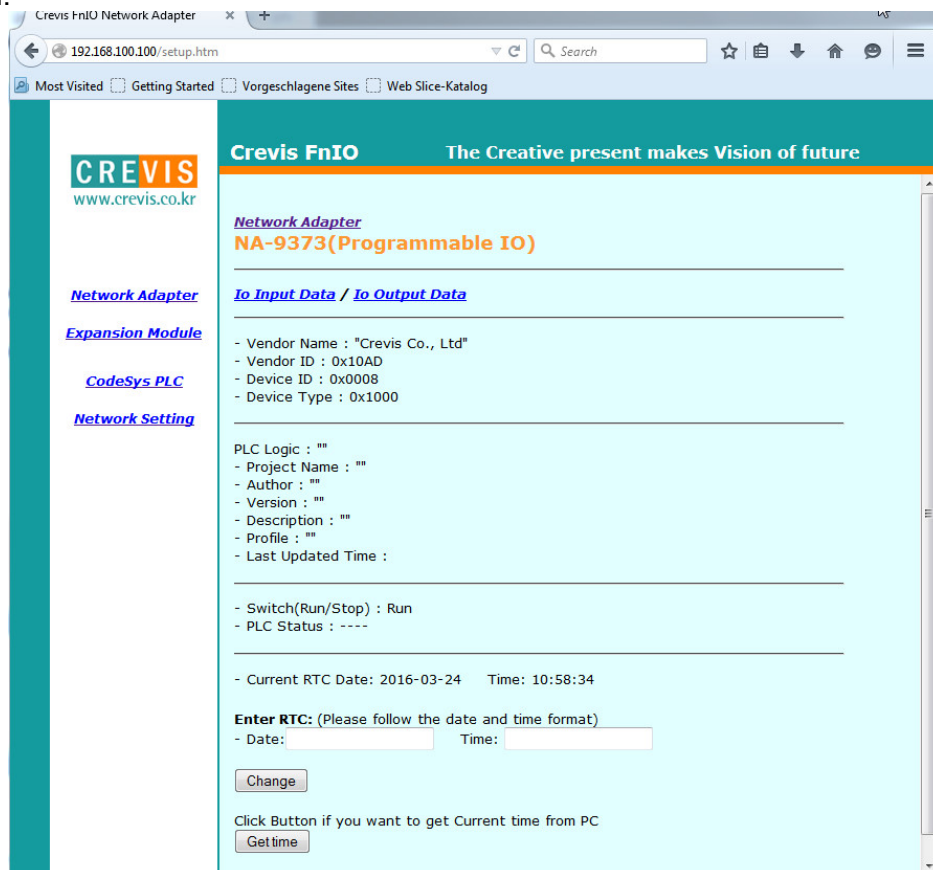 Crevis FnIO Network Adapter
192.168.100.100/setup.htm
Search
Most Visited Getting Started Vorgeschlagene Sites Web Slice-Katalog
CREVIS
www.crevis.co.kr
Crevis FnIO The Creative present makes Vision of future
Network Adapter
Expansion Module
CodeSys PLC
Network Setting
Network Adapter
NA-9373(Programmable IO)
Io Input Data / Io Output Data
- Vendor Name : "Crevis Co., Ltd"
- Vendor ID : 0x10AD
- Device ID : 0x0008
- Device Type : 0x1000
PLC Logic : ""
- Project Name : ""
- Author : ""
- Version : ""
- Description : ""
- Profile : ""
- Last Updated Time :
- Switch(Run/Stop) : Run
- PLC Status : ----
- Current RTC Date: 2016-03-24 Time: 10:58:34
Enter RTC: (Please follow the date and time format)
- Date: Time:
Change
Click Button if you want to get Current time from PC
Gettime